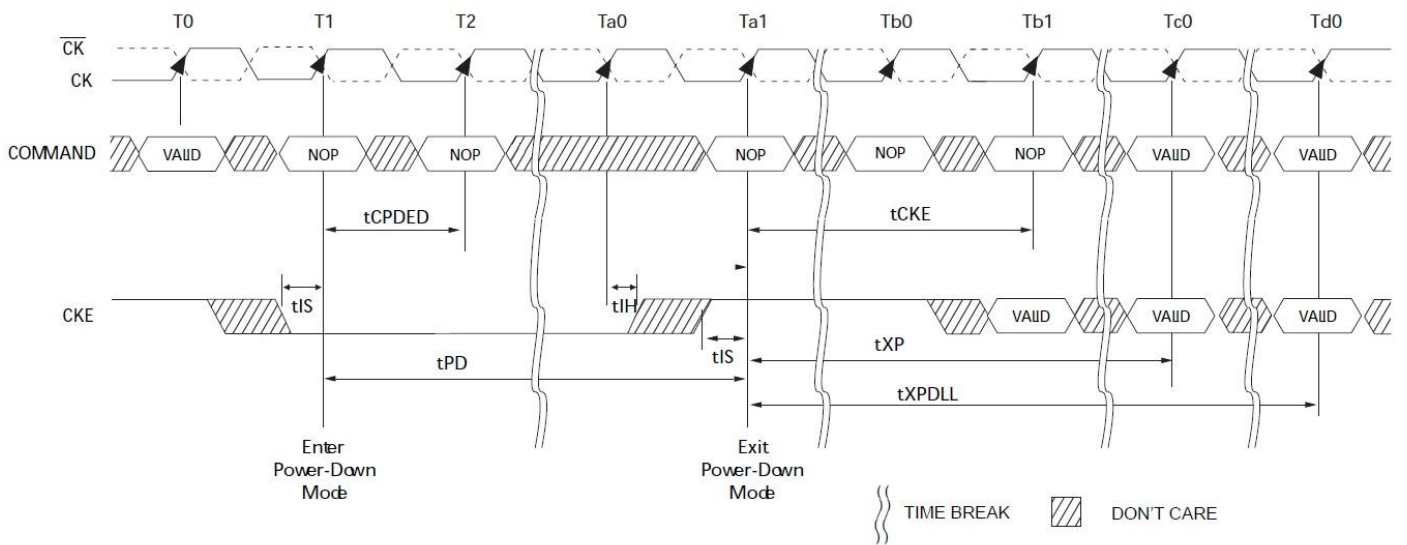 T0 T1 T2 Ta0 Ta1 Tb0 Tb1 Tc0 Td0
CK
CK
COMMAND VALID NOP NOP NOP NOP NOP VALID VALID
tCPDED tCKE
tIS tIH
CKE VALID VALID VALID
tIS tXP
tPD
tXPDLL
Enter Exit
Power-Down Power-Down
Mode Mode
TIME BREAK DON'T CARE